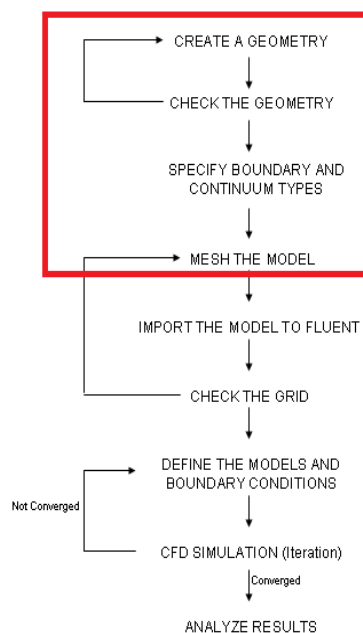 CREATE A GEOMETRY
CHECK THE GEOMETRY
SPECIFY BOUNDARY AND
CONTINUUM TYPES
MESH THE MODEL
IMPORT THE MODEL TO FLUENT
CHECK THE GRID
DEFINE THE MODELS AND
BOUNDARY CONDITIONS
Not Converged
CFD SIMULATION (Iteration)
Converged
ANALYZE RESULTS